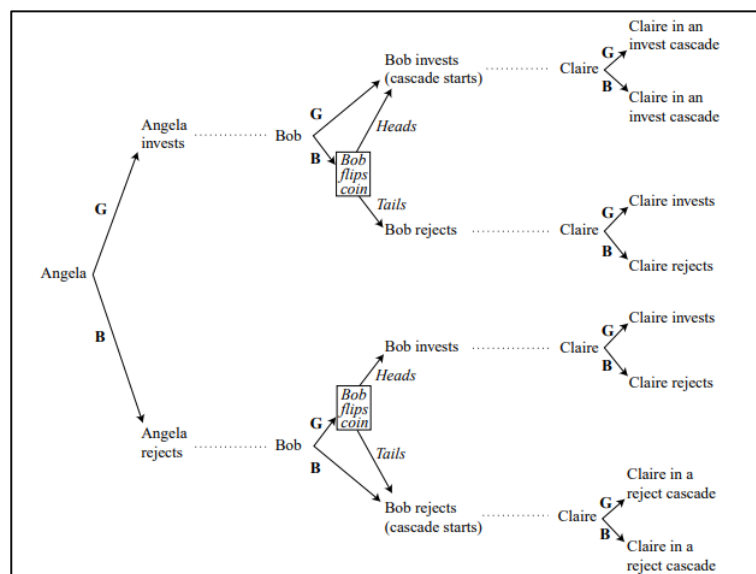 Claire in an
invest cascade
G
Bob invests
(cascade starts)
Claire
B
Claire in an
invest cascade
G
Heads
Angela
invests
Bob
B
Bob
flips
coin
Tails
Claire invests
G
Bob rejects
Claire
B
Claire rejects
G
Angela
B
Claire invests
G
Bob invests
Claire
B
Claire rejects
Heads
Bob
flips
coin
G
Angela
rejects
Bob
B
Tails
Claire in a
reject cascade
G
Bob rejects
(cascade starts)
Claire
B
Claire in a
reject cascade